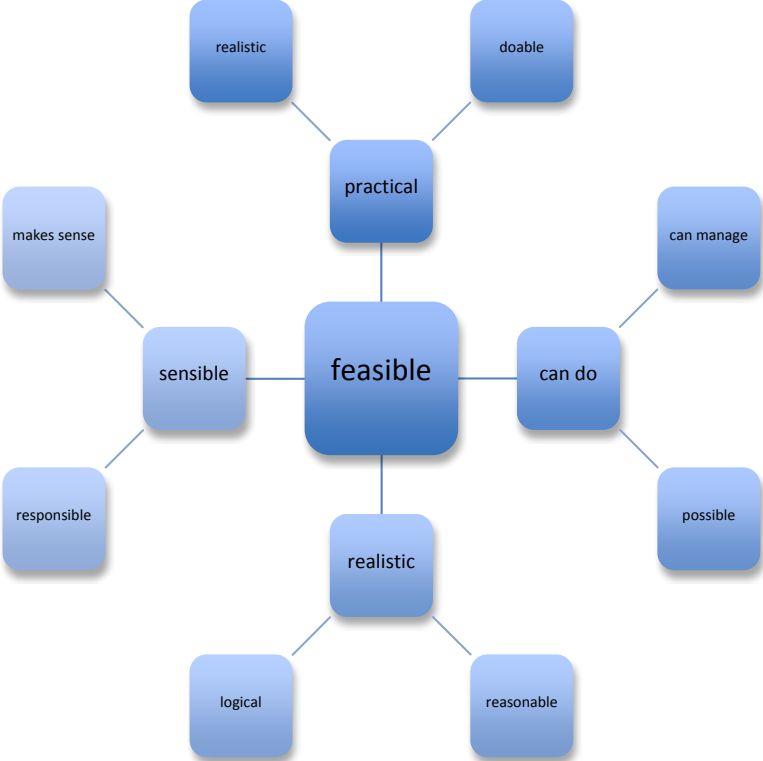 realistic
doable
practical
makes sense
can manage
sensible
feasible
can do
responsible
possible
realistic
logical
reasonable